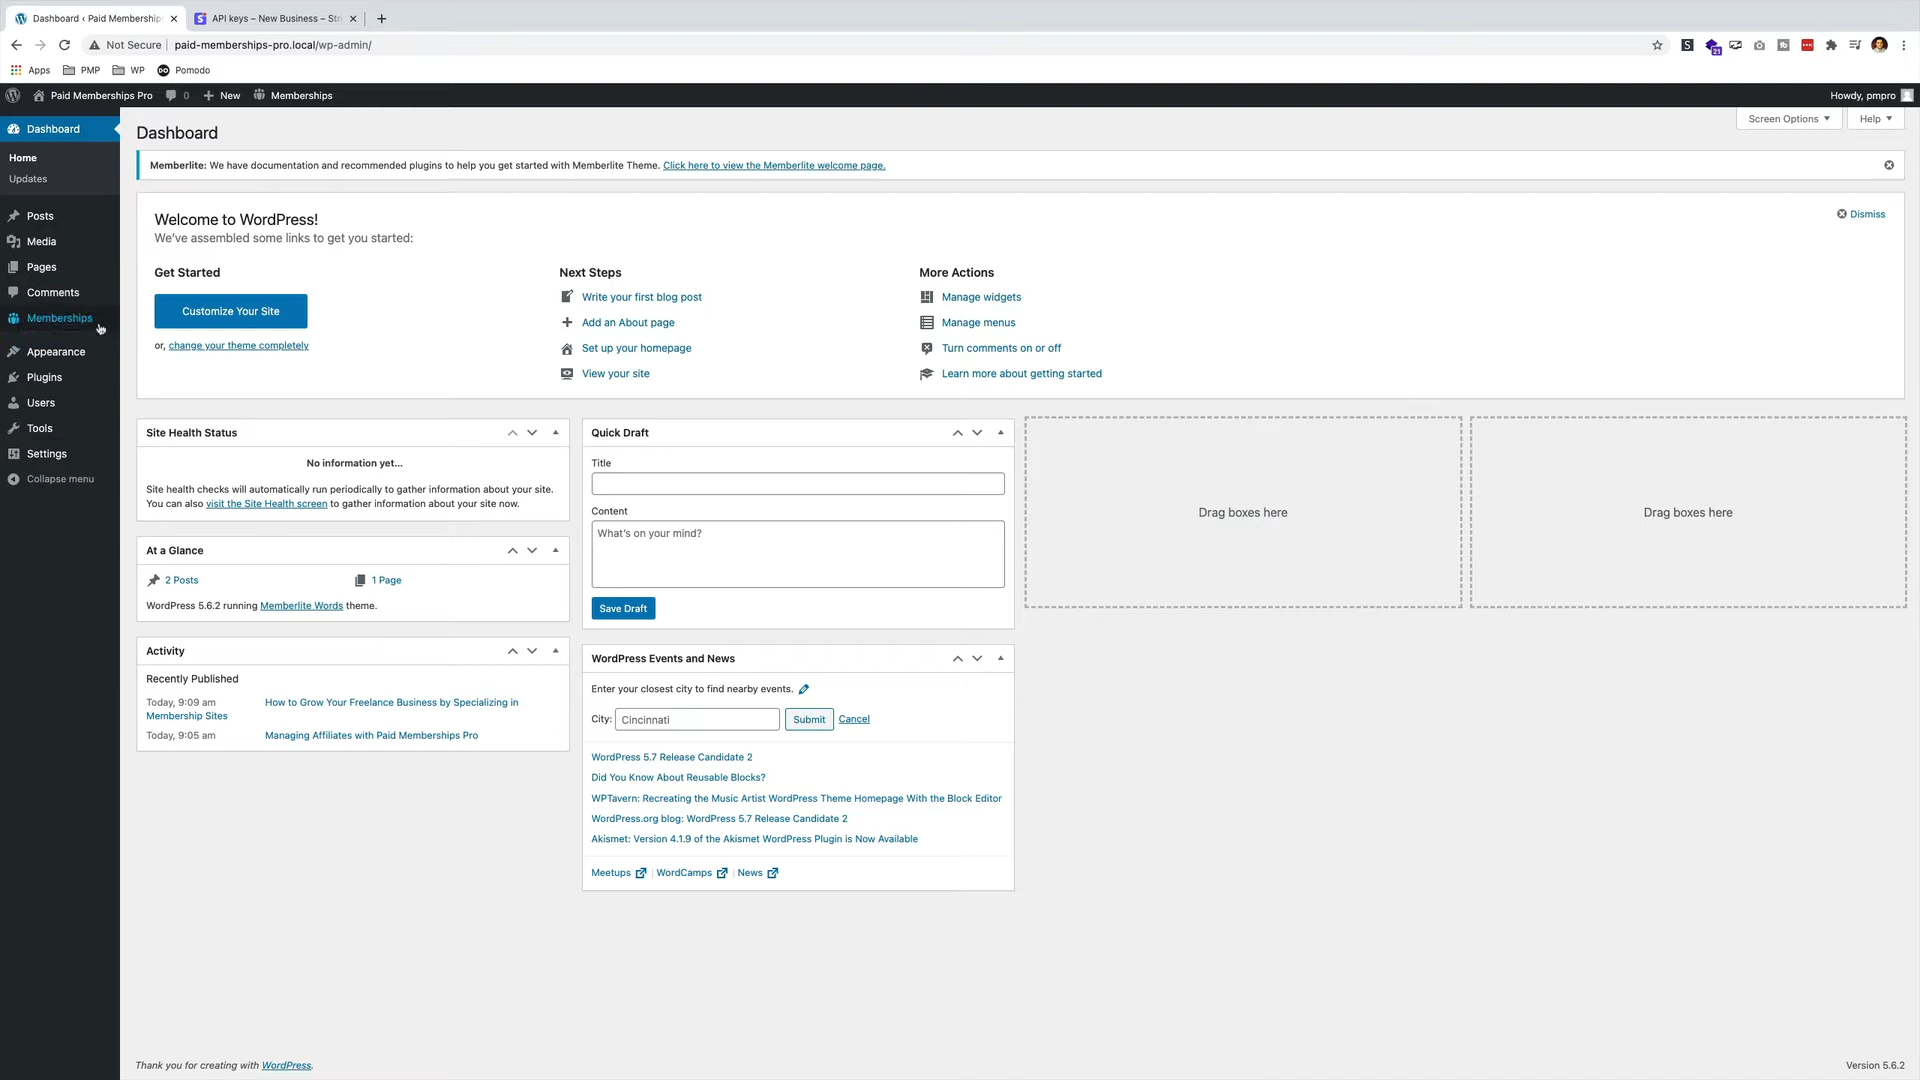 Dashboard ‹ Paid Memberships
API keys – New Business – Str
Not Secure
paid-memberships-pro.local/wp-admin/
21
Apps
PMP
WP
DO
Pomodo
Paid Memberships Pro
0
New
Memberships
Howdy, pmpro
Dashboard
Home
Updates
Posts
Media
Pages
Comments
Memberships
Appearance
Plugins
Users
Tools
Settings
Collapse menu
Dashboard
Screen Options
Help
Memberlite: We have documentation and recommended plugins to help you get started with Memberlite Theme. Click here to view the Memberlite welcome page.
Welcome to WordPress!
We've assembled some links to get you started:
Dismiss
Get Started
Customize Your Site
or, change your theme completely
Next Steps
Write your first blog post
Add an About page
Set up your homepage
View your site
More Actions
Manage widgets
Manage menus
Turn comments on or off
Learn more about getting started
Site Health Status
No information yet...
Site health checks will automatically run periodically to gather information about your site.
You can also visit the Site Health screen to gather information about your site now.
At a Glance
2 Posts
1 Page
WordPress 5.6.2 running Memberlite Words theme.
Activity
Recently Published
Today, 9:09 am
How to Grow Your Freelance Business by Specializing in
Membership Sites
Today, 9:05 am
Managing Affiliates with Paid Memberships Pro
Quick Draft
Title
Content
What's on your mind?
Save Draft
WordPress Events and News
Enter your closest city to find nearby events.
City:
Cincinnati
Submit
Cancel
WordPress 5.7 Release Candidate 2
Did You Know About Reusable Blocks?
WPTavern: Recreating the Music Artist WordPress Theme Homepage With the Block Editor
WordPress.org blog: WordPress 5.7 Release Candidate 2
Akismet: Version 4.1.9 of the Akismet WordPress Plugin is Now Available
Meetups | WordCamps | News
Drag boxes here
Drag boxes here
Thank you for creating with WordPress.
Version 5.6.2